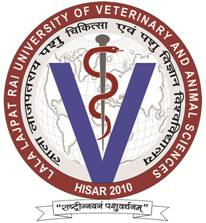 LALA LAJPAT RAI UNIVERSITY OF VETERINARY AND ANIMAL SCIENCES
लाला लाजपतराय पशु चिकित्सा एवं पशु विज्ञान विश्वविद्यालय
V
HISAR 2010
"राष्ट्रोन्नयनं पशुवर्धनम्"